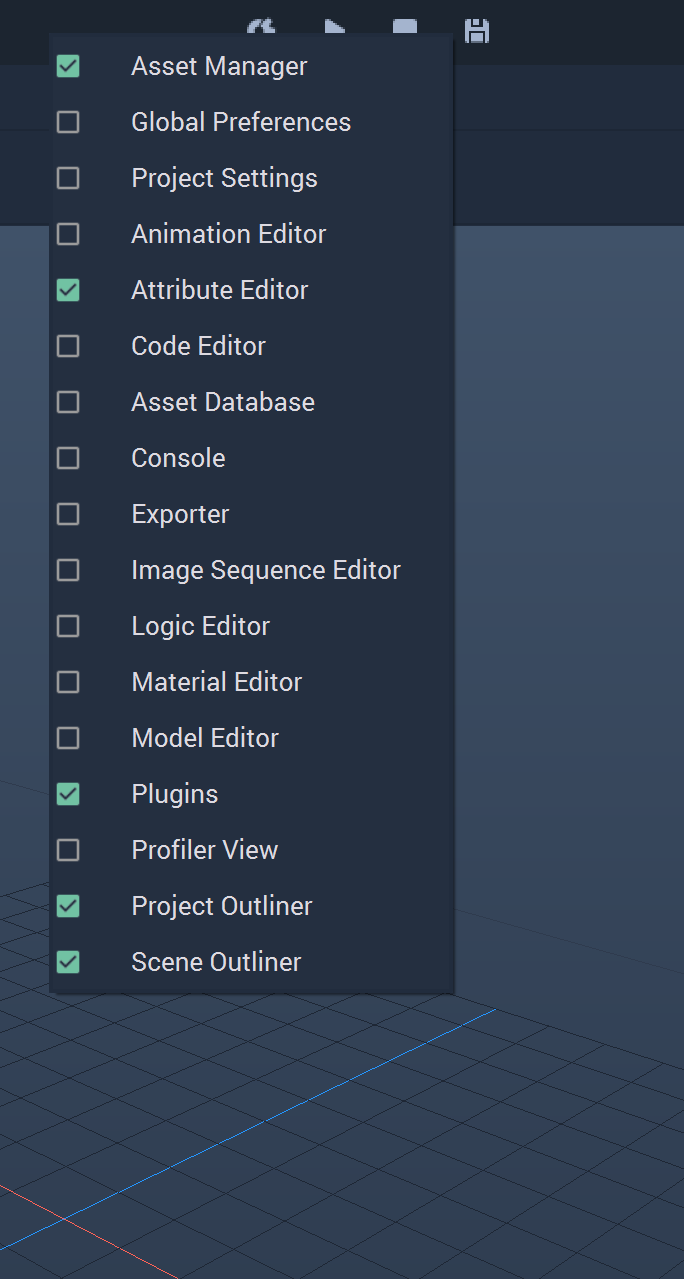 Asset Manager
Global Preferences
Project Settings
Animation Editor
Attribute Editor
Code Editor
Asset Database
Console
Exporter
Image Sequence Editor
Logic Editor
Material Editor
Model Editor
Plugins
Profiler View
Project Outliner
Scene Outliner